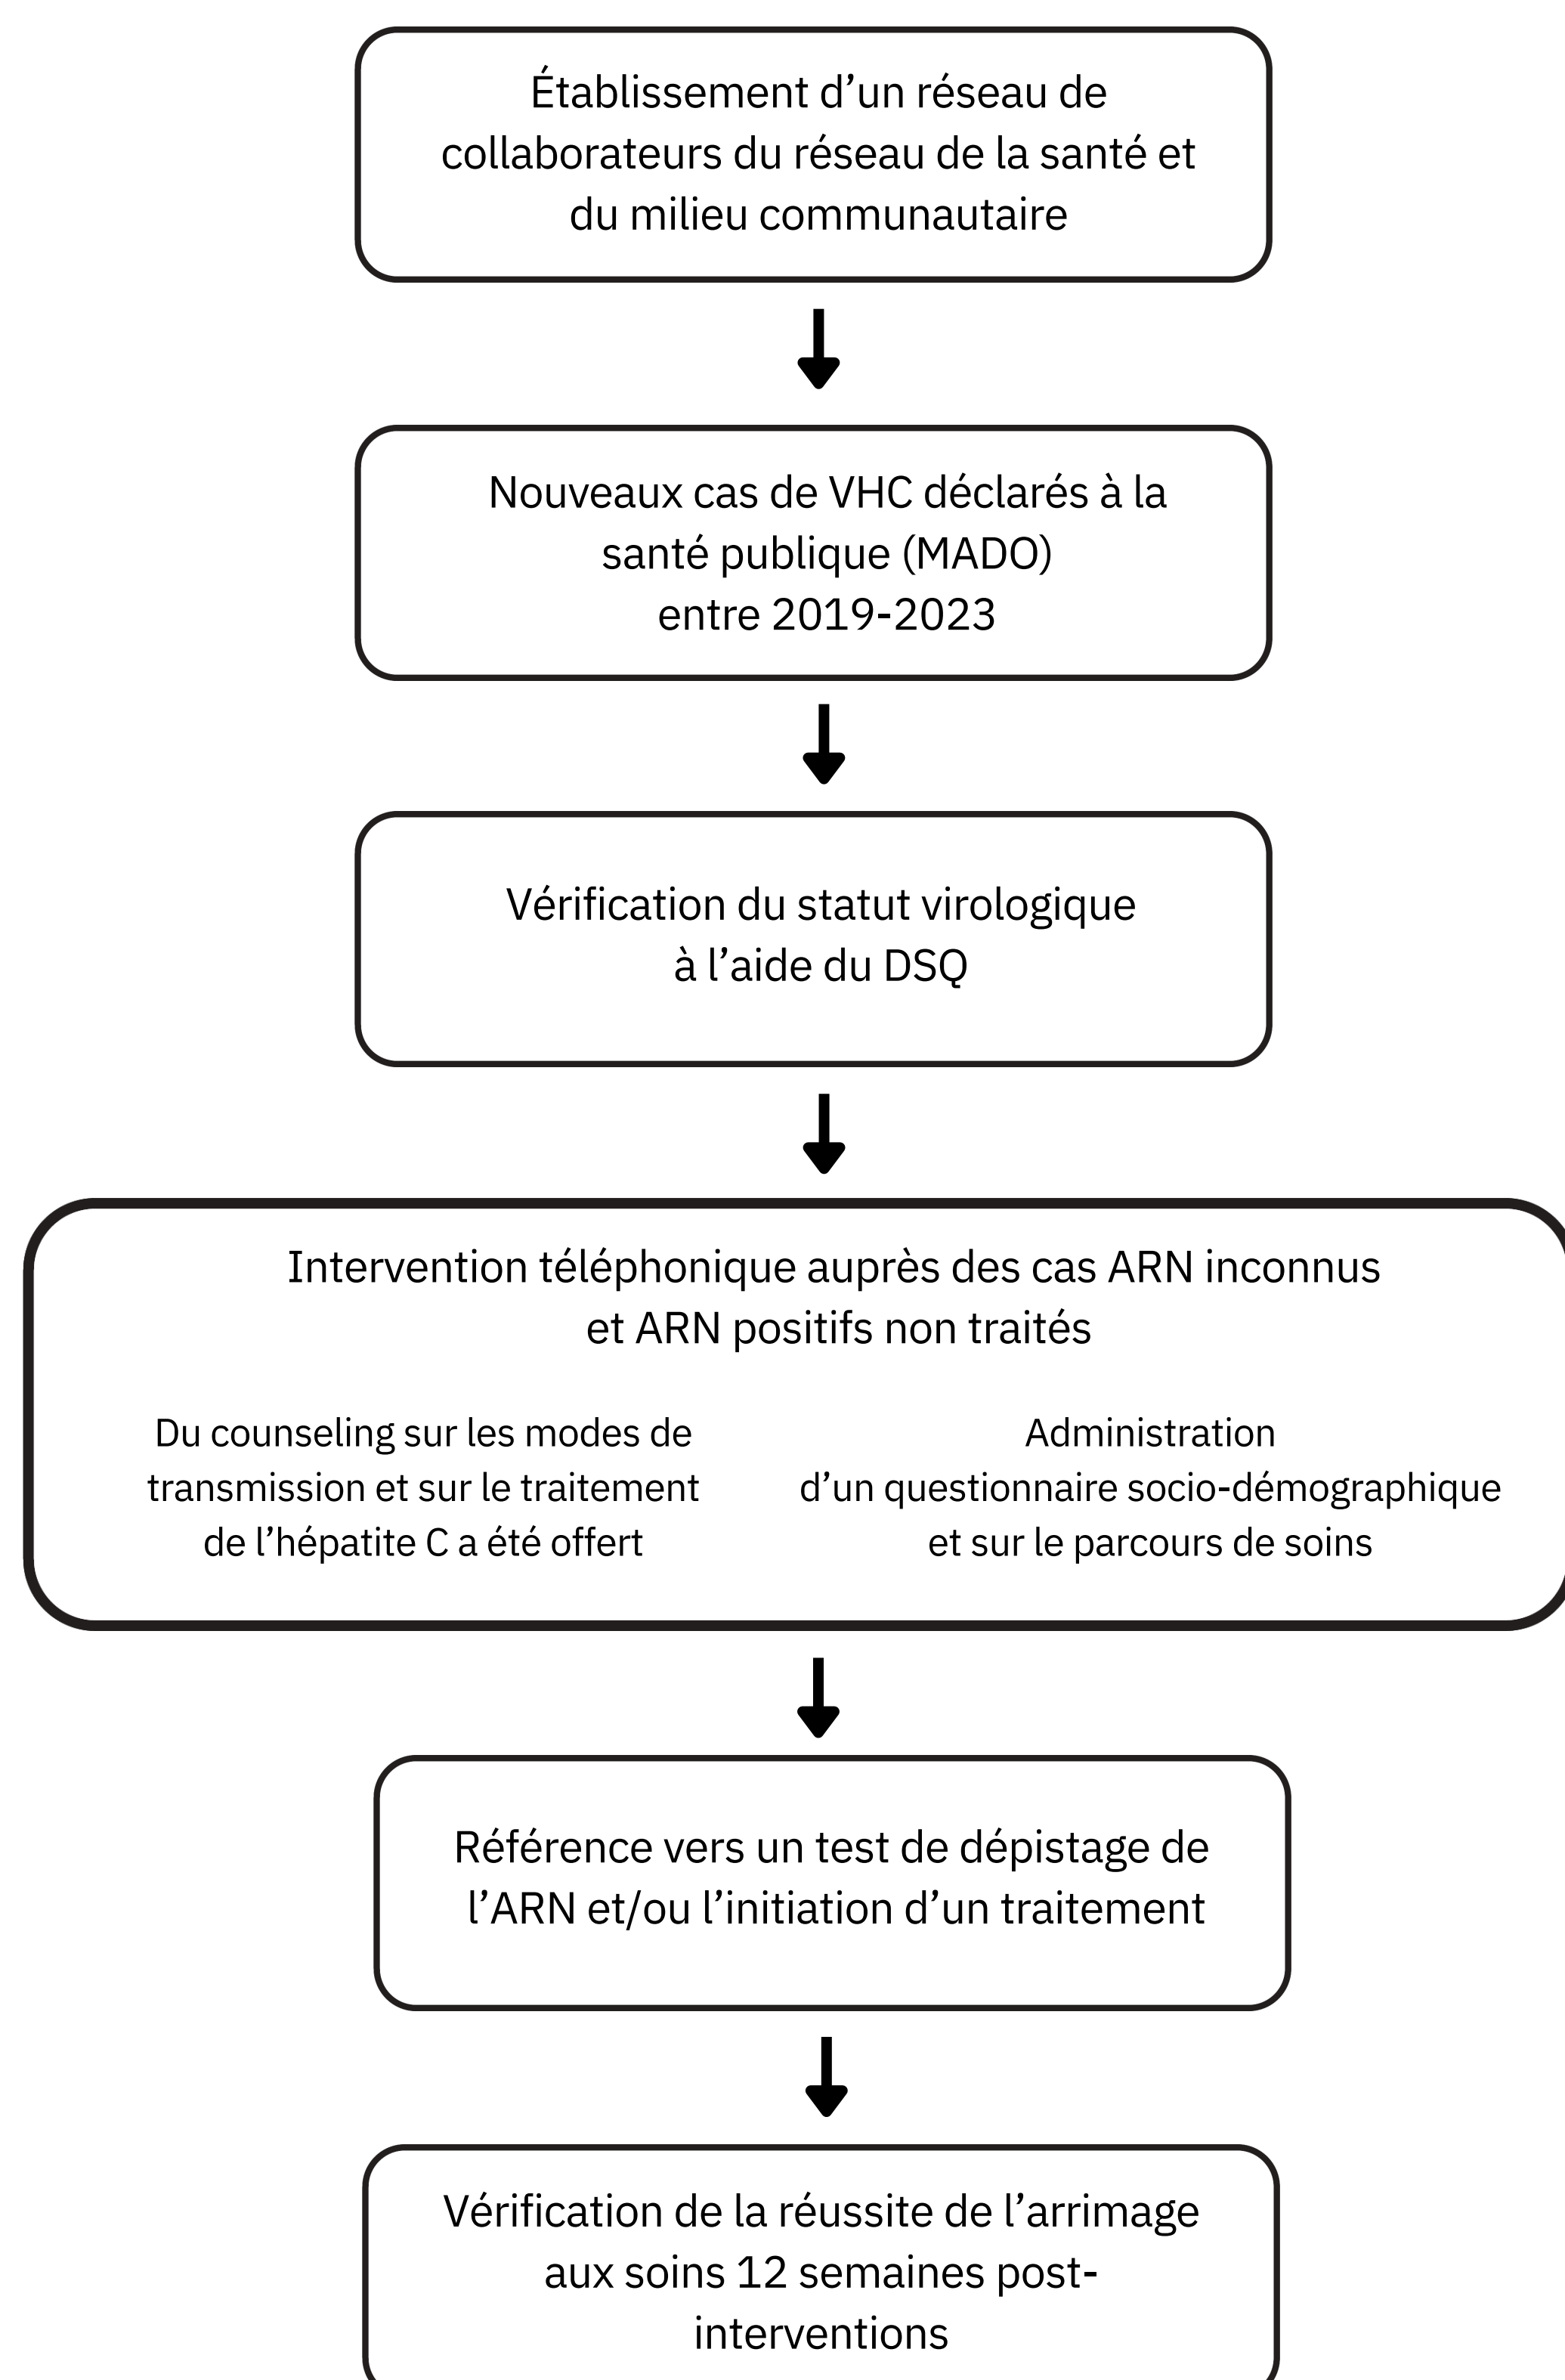 Établissement d’un réseau de
collaborateurs du réseau de la santé et
du milieu communautaire
Nouveaux cas de VHC déclarés à la
santé publique (MADO)
entre 2019-2023
Vérification du statut virologique
à l’aide du DSQ
Intervention téléphonique auprès des cas ARN inconnus
et ARN positifs non traités
Du counseling sur les modes de
transmission et sur le traitement
de l’hépatite C a été offert
Administration
d’un questionnaire socio-démographique
et sur le parcours de soins
Référence vers un test de dépistage de
l’ARN et/ou l’initiation d’un traitement
Vérification de la réussite de l’arrimage
aux soins 12 semaines post-
interventions